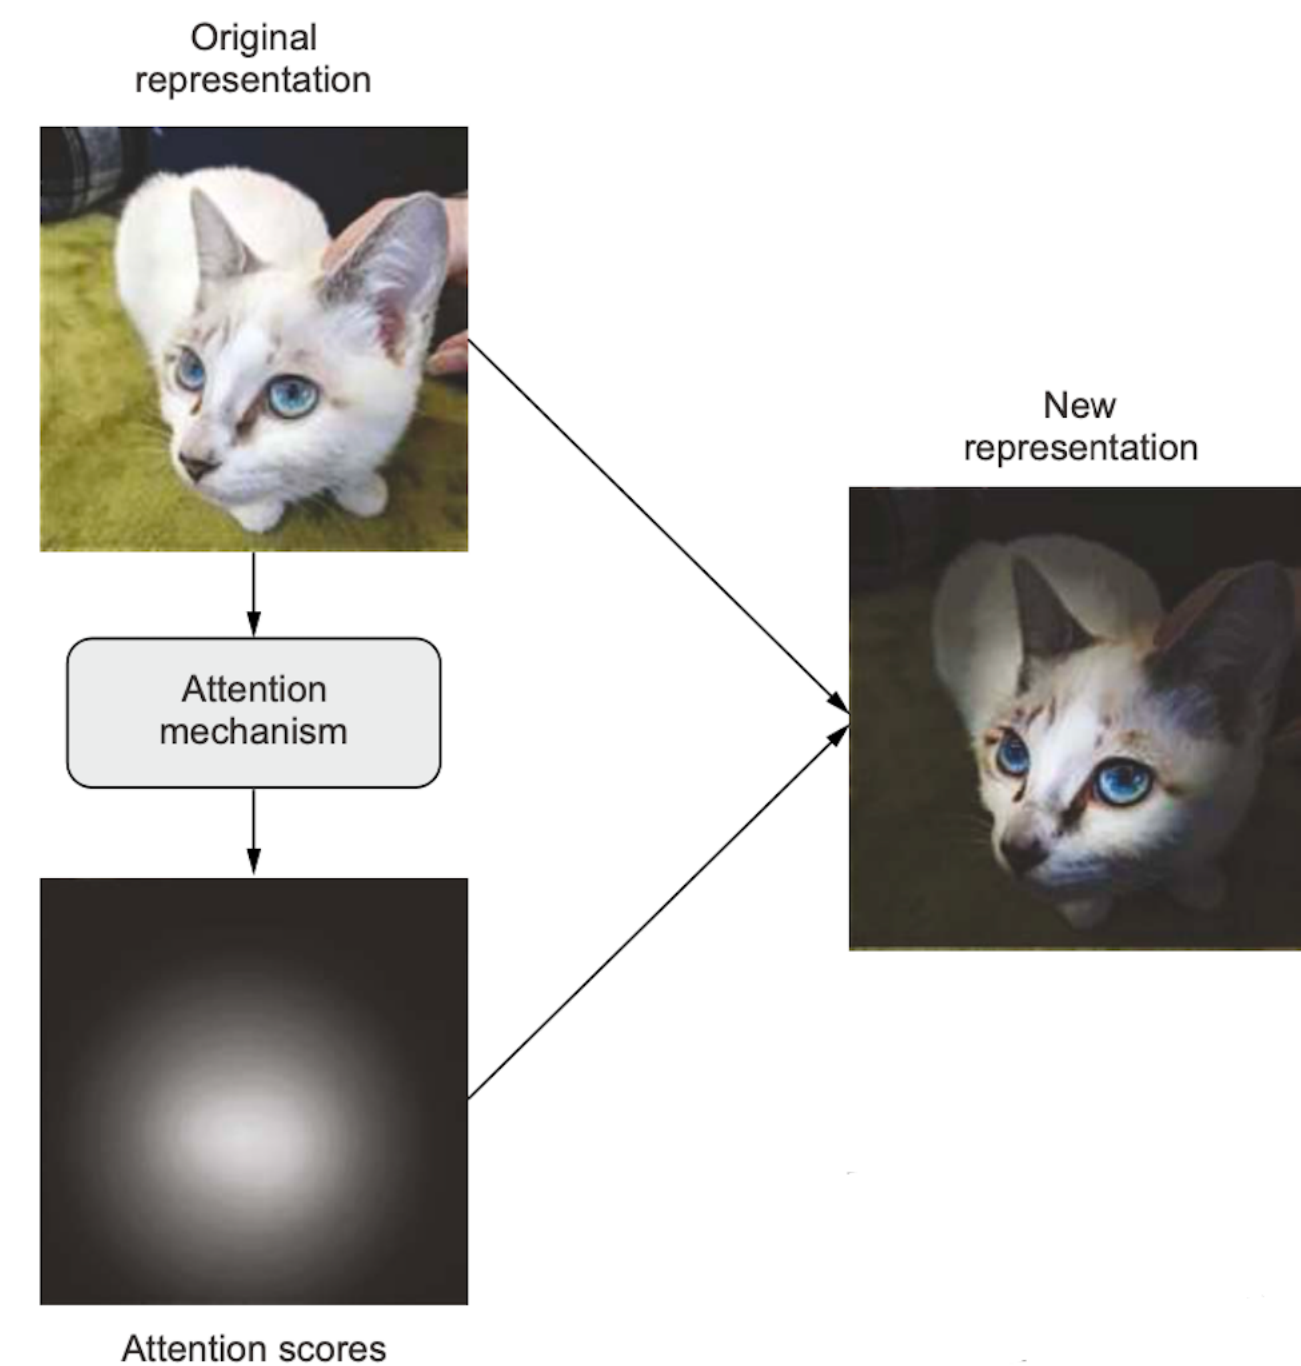 Original
representation
Attention
mechanism
Attention scores
New
representation